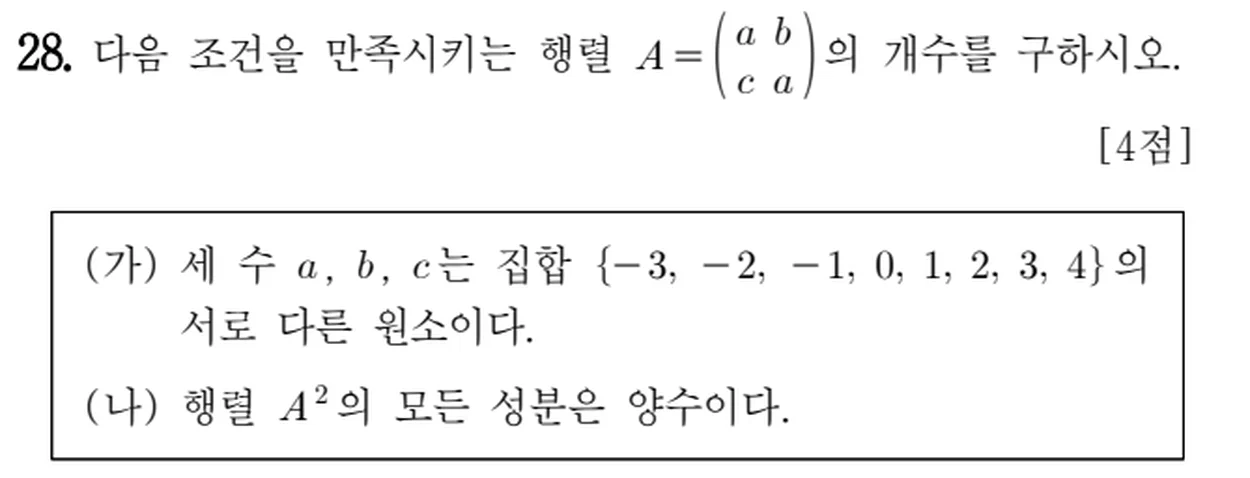 28. 다음 조건을 만족시키는 행렬 A=(a b
c a)의 개수를 구하시오.
[4점]
(가) 세 수 a, b, c는 집합 {-3, -2, -1, 0, 1, 2, 3, 4}의
서로 다른 원소이다.
(나) 행렬 A²의 모든 성분은 양수이다.